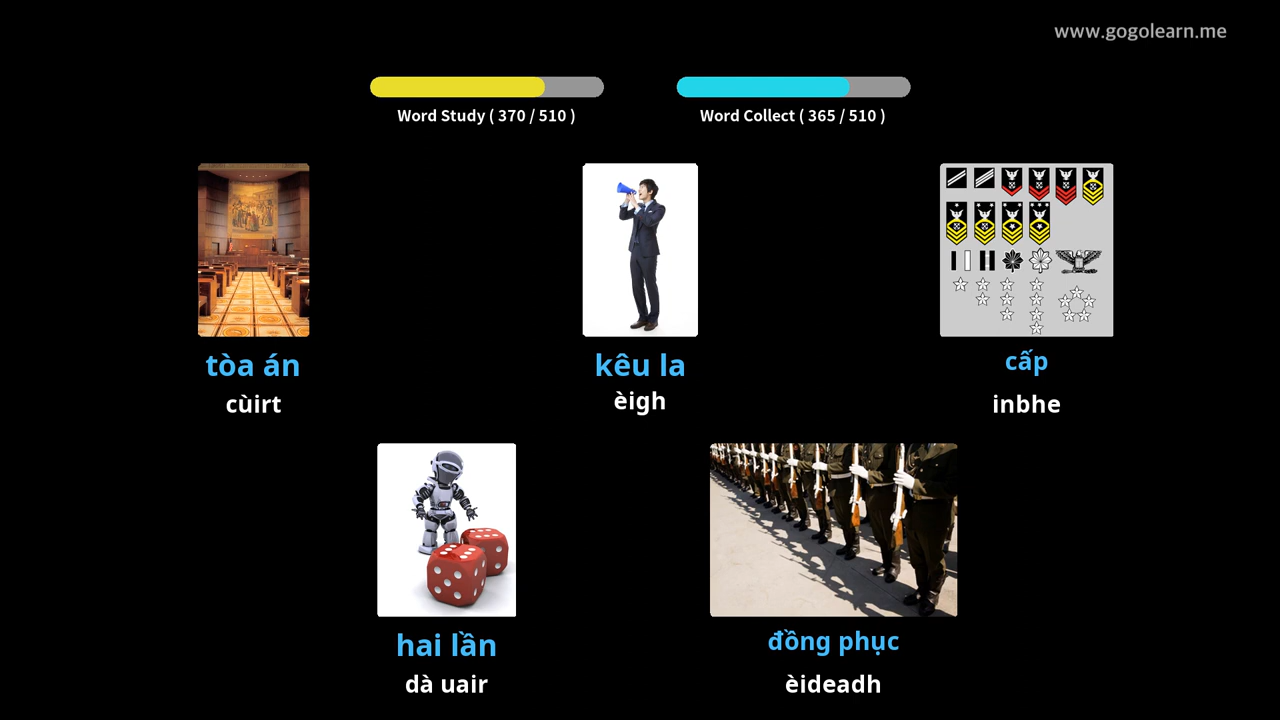 www.gogolearn.me
Word Study ( 370 / 510 )
Word Collect ( 365 / 510 )
tòa án
cùirt
kêu la
èigh
cấp
inbhe
hai lần
dà uair
đồng phục
èideadh